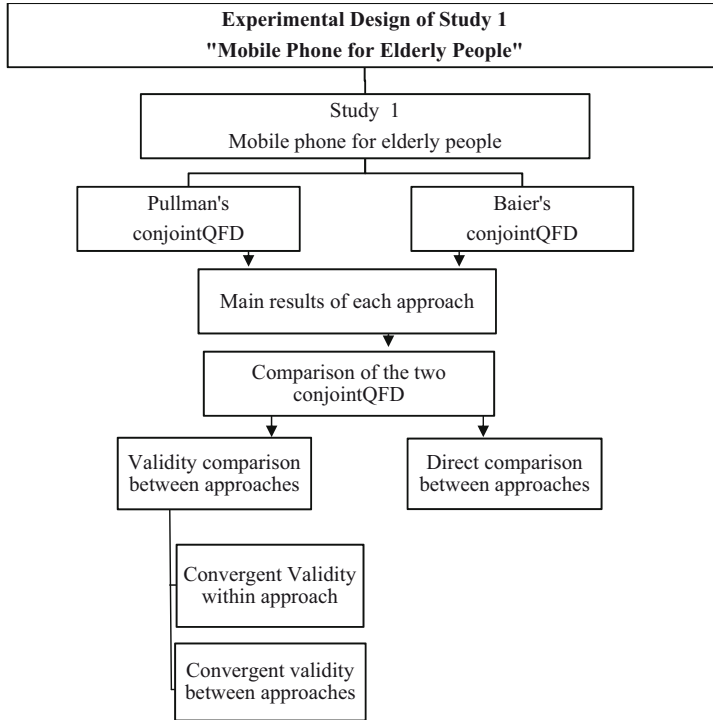 Experimental Design of Study 1
"Mobile Phone for Elderly People"
Study 1
Mobile phone for elderly people
Pullman's
conjointQFD
Baier's
conjointQFD
Main results of each approach
Comparison of the two
conjointQFD
Validity comparison
between approaches
Direct comparison
between approaches
Convergent Validity
within approach
Convergent validity
between approaches